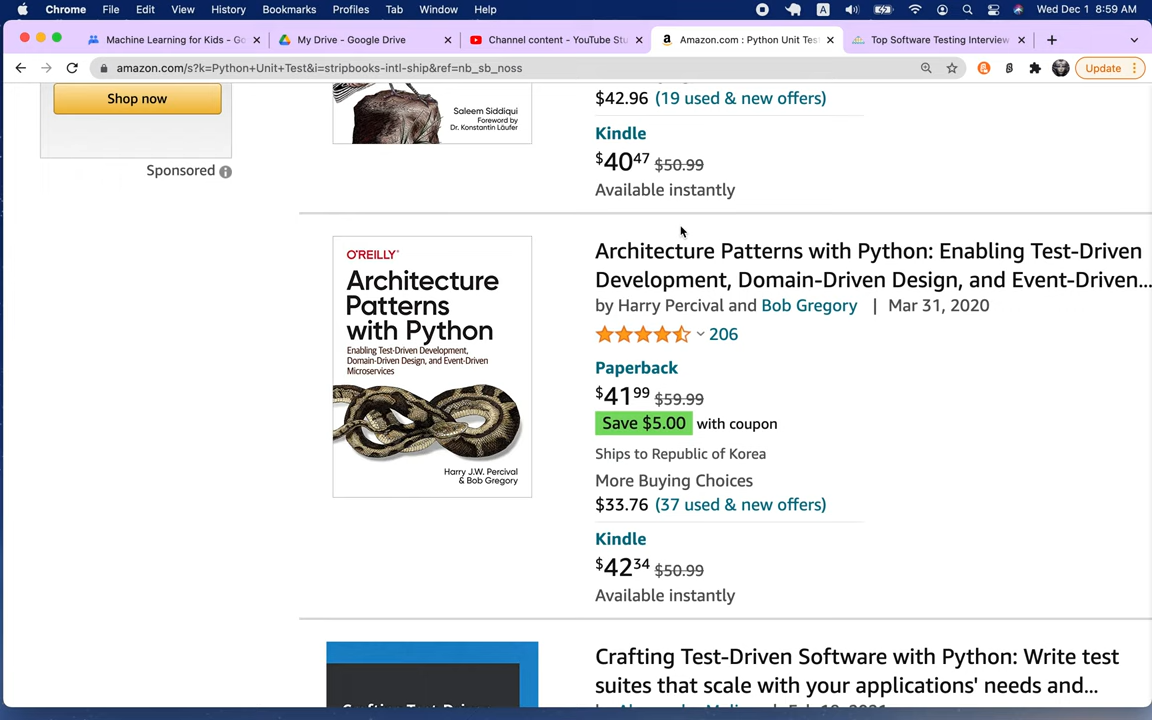 Chrome File Edit View History Bookmarks Profiles Tab Window Help A Wed Dec 1 8:59 AM
Machine Learning for Kids - Go My Drive - Google Drive Channel content - YouTube Stu Amazon.com : Python Unit Tes Top Software Testing Interview
amazon.com/s?k=Python+Unit+Test&i=stripbooks-intl-ship&ref=nb_sb_noss Update
Shop now
Sponsored
Saleem Siddiqui
Foreword by
Dr. Konstantin Läufer
$42.96 (19 used & new offers)
Kindle
$40.47 $50.99
Available instantly
O'REILLY
Architecture
Patterns
with Python
Enabling Test-Driven Development,
Domain-Driven Design, and Event-Driven
Microservices
Harry J.W. Percival
& Bob Gregory
Architecture Patterns with Python: Enabling Test-Driven
Development, Domain-Driven Design, and Event-Driven...
by Harry Percival and Bob Gregory | Mar 31, 2020
206
Paperback
$41.99 $59.99
Save $5.00 with coupon
Ships to Republic of Korea
More Buying Choices
$33.76 (37 used & new offers)
Kindle
$42.34 $50.99
Available instantly
Crafting Test-Driven Software with Python: Write test
suites that scale with your applications' needs and...